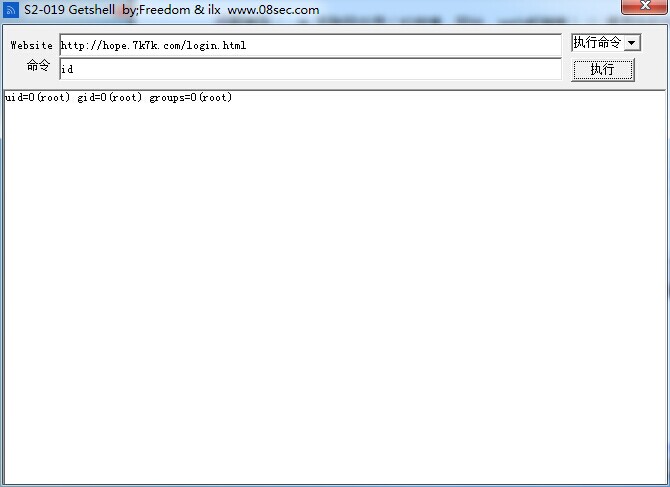 S2-019 Getshell by;Freedom & ilx www.08sec.com
Website http://hope.7k7k.com/login.html 执行命令
命令 id 执行
uid=0(root) gid=0(root) groups=0(root)